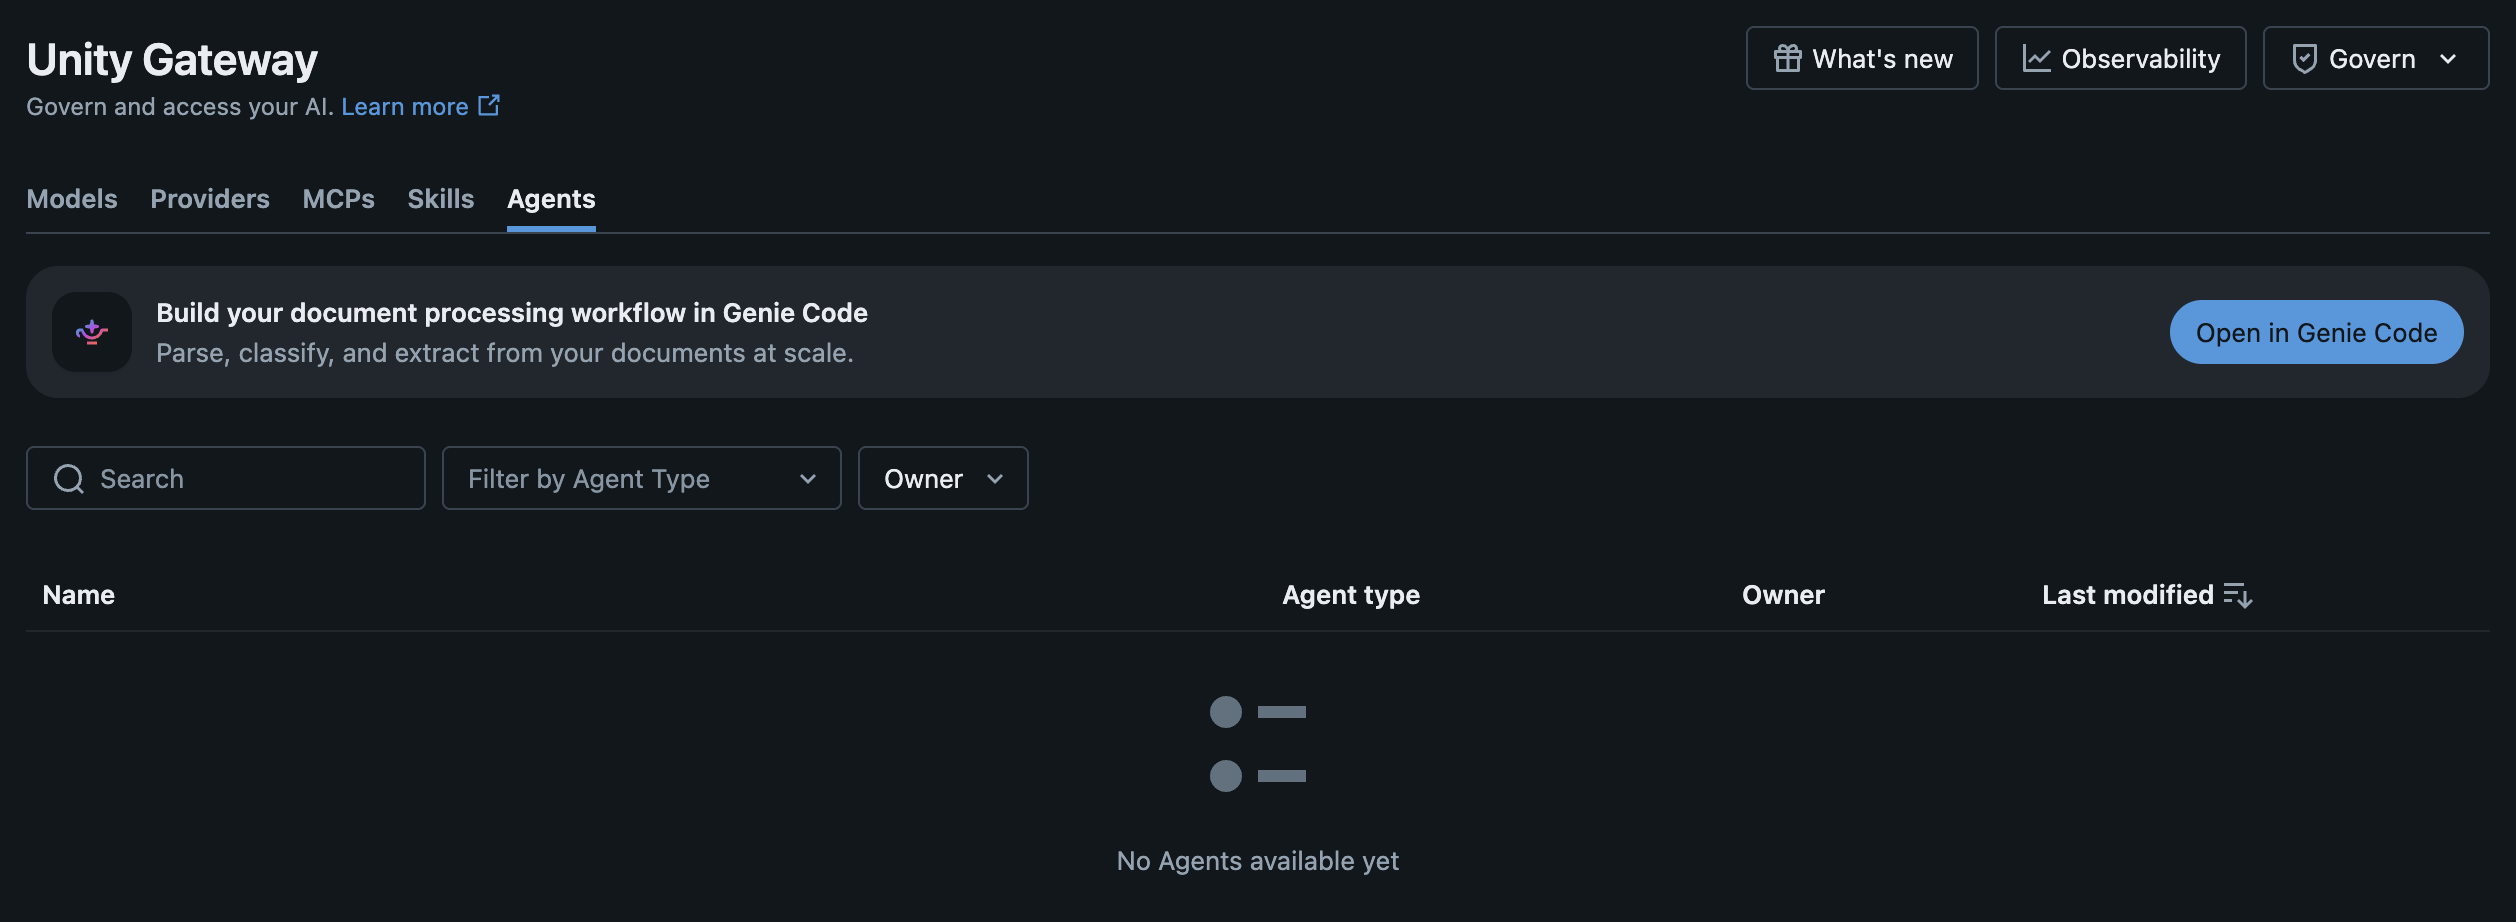 Unity Gateway
Govern and access your AI. Learn more
What's new
Observability
Govern
Models Providers MCPs Skills Agents
Build your document processing workflow in Genie Code
Parse, classify, and extract from your documents at scale.
Open in Genie Code
Search
Filter by Agent Type
Owner
Name Agent type Owner Last modified
No Agents available yet